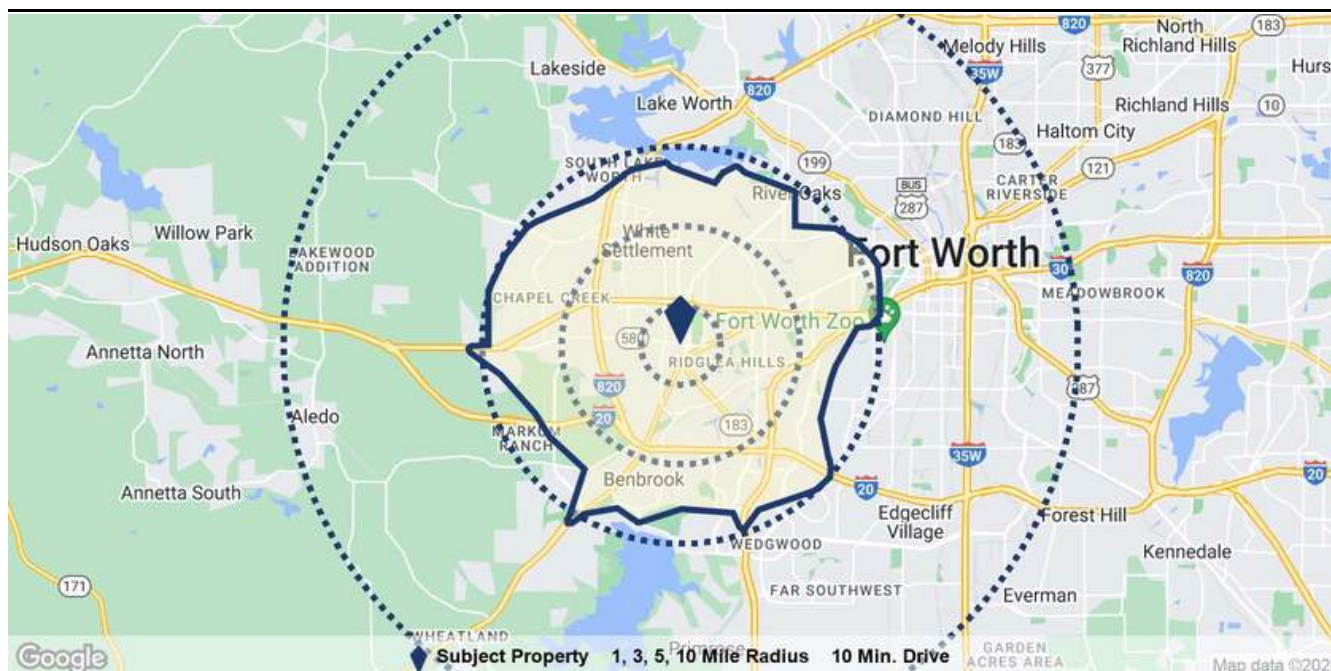 820
183
North
Richland Hills
Melody Hills
35W
377
Hurs
Lakeside
820
Lake Worth
Richland Hills
10
DIAMOND HILL
Haltom City
183
SOUTH LAKE
WORTH
199
121
CARTER
RIVERSIDE
River Oaks
BUS
287
Willow Park
White
Settlement
Hudson Oaks
LAKEWOOD
ADDITION
Fort Worth
30
820
CHAPEL CREEK
MEADOWBROOK
Fort Worth Zoo
580
Annetta North
RIDGLEA HILLS
820
287
Aledo
20
183
MARKUM
RANCH
35W
20
Benbrook
20
Annetta South
Edgecliff
Village
Forest Hill
WEDGWOOD
Kennedale
171
FAR SOUTHWEST
Everman
WHEATLAND
Primrose
GARDEN
ACRES AREA
Google
Subject Property 1, 3, 5, 10 Mile Radius 10 Min. Drive
Map data ©202